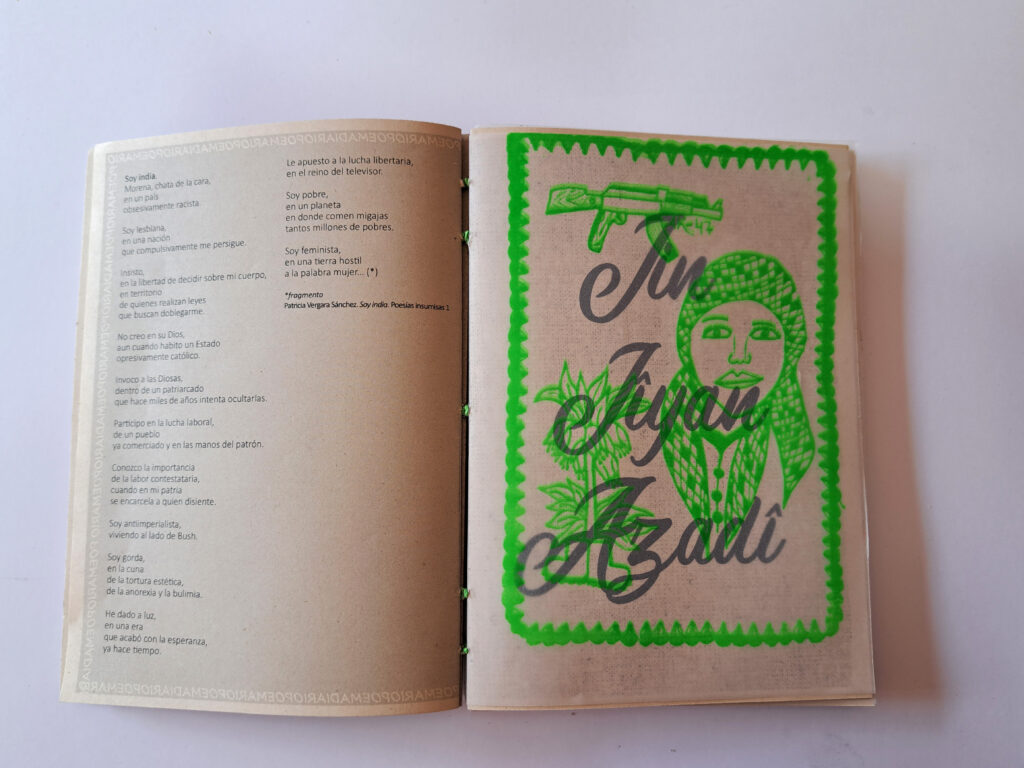 Soy india.
Morena, chata de la cara,
en un país
obsesivamente racista.
Soy lesbiana,
en una nación
que compulsivamente me persigue.
Insisto,
en la libertad de decidir sobre mi cuerpo,
en territorio
de quienes realizan leyes
que buscan doblegarme.
No creo en su Dios,
aun cuando habito un Estado
opresivamente católico.
Invoco a las Diosas,
dentro de un patriarcado
que hace miles de años intenta ocultarlas.
Participo en la lucha laboral,
de un pueblo
ya comerciado y en las manos del patrón.
Conozco la importancia
de la labor contestataria,
cuando en mi patria
se encarcela a quien disiente.
Soy antimperialista,
viviendo al lado de Bush.
Soy gorda,
en la cuna
de la tortura estética,
de la anorexia y la bulimia.
He dado a luz,
en una era
que acabó con la esperanza,
ya hace tiempo.
Le apuesto a la lucha libertaria,
en el reino del televisor.
Soy pobre,
en un planeta
en donde comen migajas
tantos millones de pobres.
Soy feminista,
en una tierra hostil
a la palabra mujer... (*)
*fragmento
Patricia Vergara Sánchez. Soy india. Poesías insumisas 1
Jin
Jîyan
Azadî